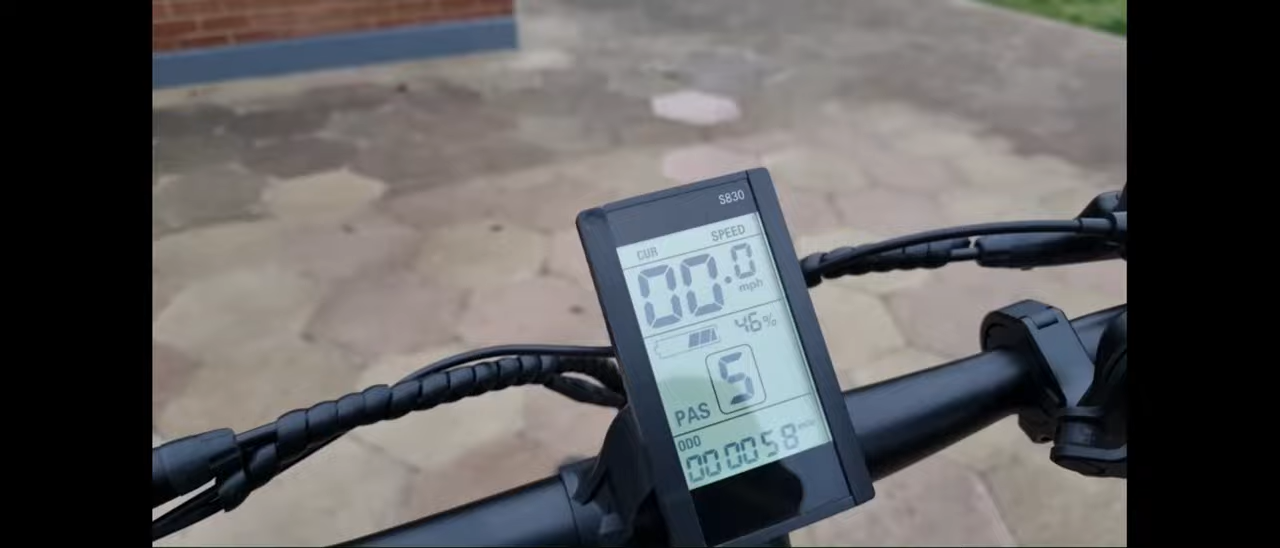 S830
CUR SPEED
00.0 mph
46%
5
PAS
ODO
000058